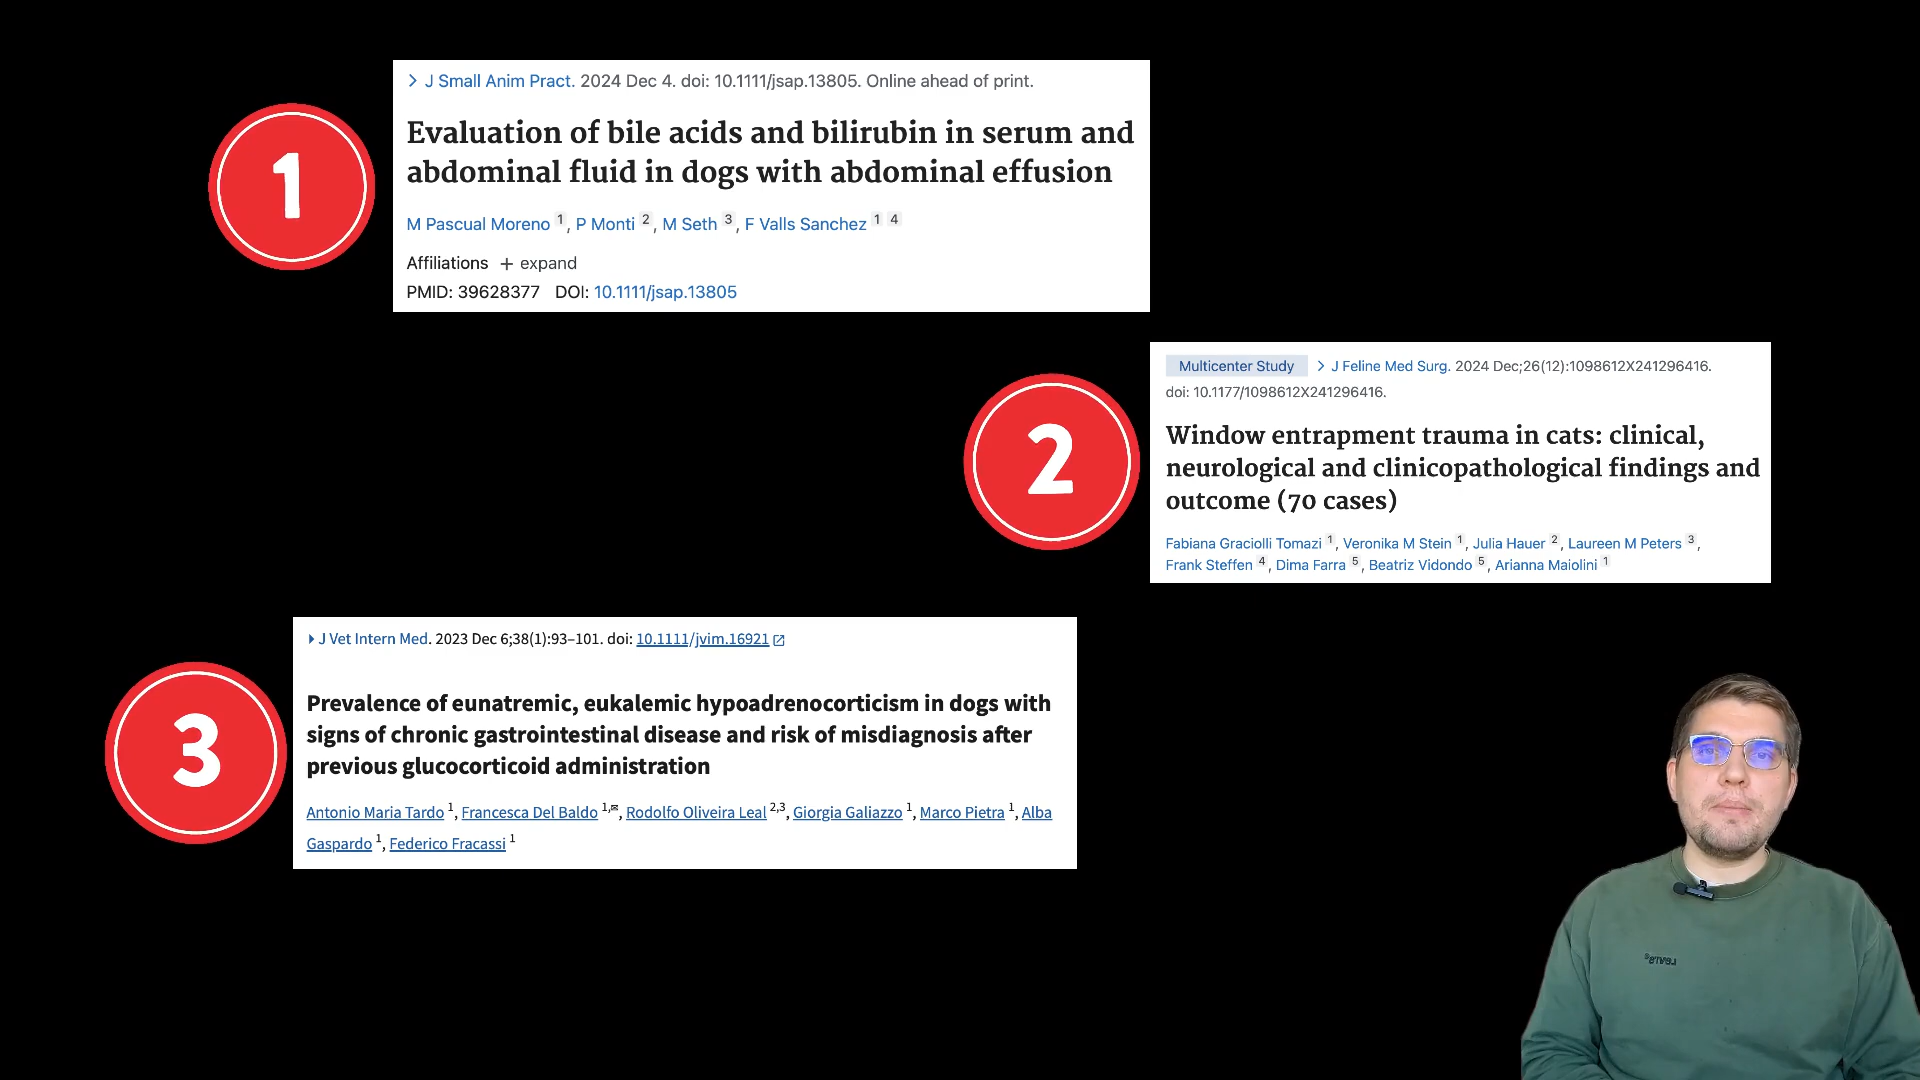 1
> J Small Anim Pract. 2024 Dec 4. doi: 10.1111/jsap.13805. Online ahead of print.
Evaluation of bile acids and bilirubin in serum and
abdominal fluid in dogs with abdominal effusion
M Pascual Moreno 1, P Monti 2, M Seth 3, F Valls Sanchez 1 4
Affiliations + expand
PMID: 39628377 DOI: 10.1111/jsap.13805
2
Multicenter Study > J Feline Med Surg. 2024 Dec;26(12):1098612X241296416.
doi: 10.1177/1098612X241296416.
Window entrapment trauma in cats: clinical,
neurological and clinicopathological findings and
outcome (70 cases)
Fabiana Graciolli Tomazi 1, Veronika M Stein 1, Julia Hauer 2, Laureen M Peters 3,
Frank Steffen 4, Dima Farra 5, Beatriz Vidondo 5, Arianna Maiolini 1
3
J Vet Intern Med. 2023 Dec 6;38(1):93–101. doi: 10.1111/jvim.16921
Prevalence of eunatremic, eukalemic hypoadrenocorticism in dogs with
signs of chronic gastrointestinal disease and risk of misdiagnosis after
previous glucocorticoid administration
Antonio Maria Tardo 1, Francesca Del Baldo 1,✉, Rodolfo Oliveira Leal 2,3, Giorgia Galiazzo 1, Marco Pietra 1, Alba
Gaspardo 1, Federico Fracassi 1